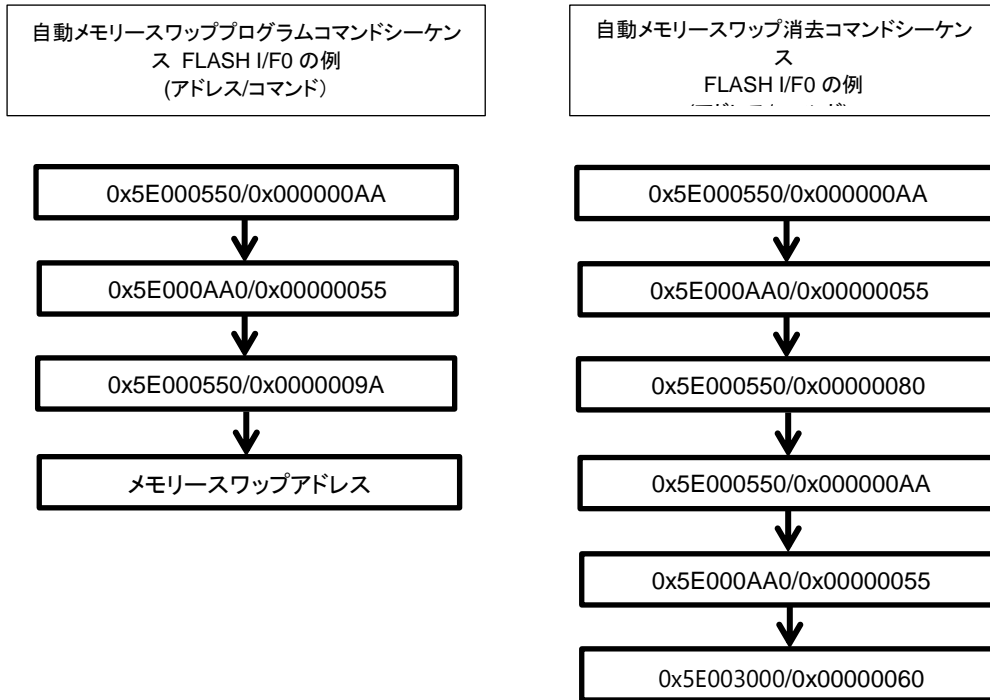 自動メモリースワッププログラムコマンドシーケン
ス FLASH I/F0 の例
(アドレス/コマンド）
0x5E000550/0x000000AA
0x5E000AA0/0x00000055
0x5E000550/0x0000009A
メモリースワップアドレス
自動メモリースワップ消去コマンドシーケン
ス
FLASH I/F0 の例
0x5E000550/0x000000AA
0x5E000AA0/0x00000055
0x5E000550/0x00000080
0x5E000550/0x000000AA
0x5E000AA0/0x00000055
0x5E003000/0x00000060